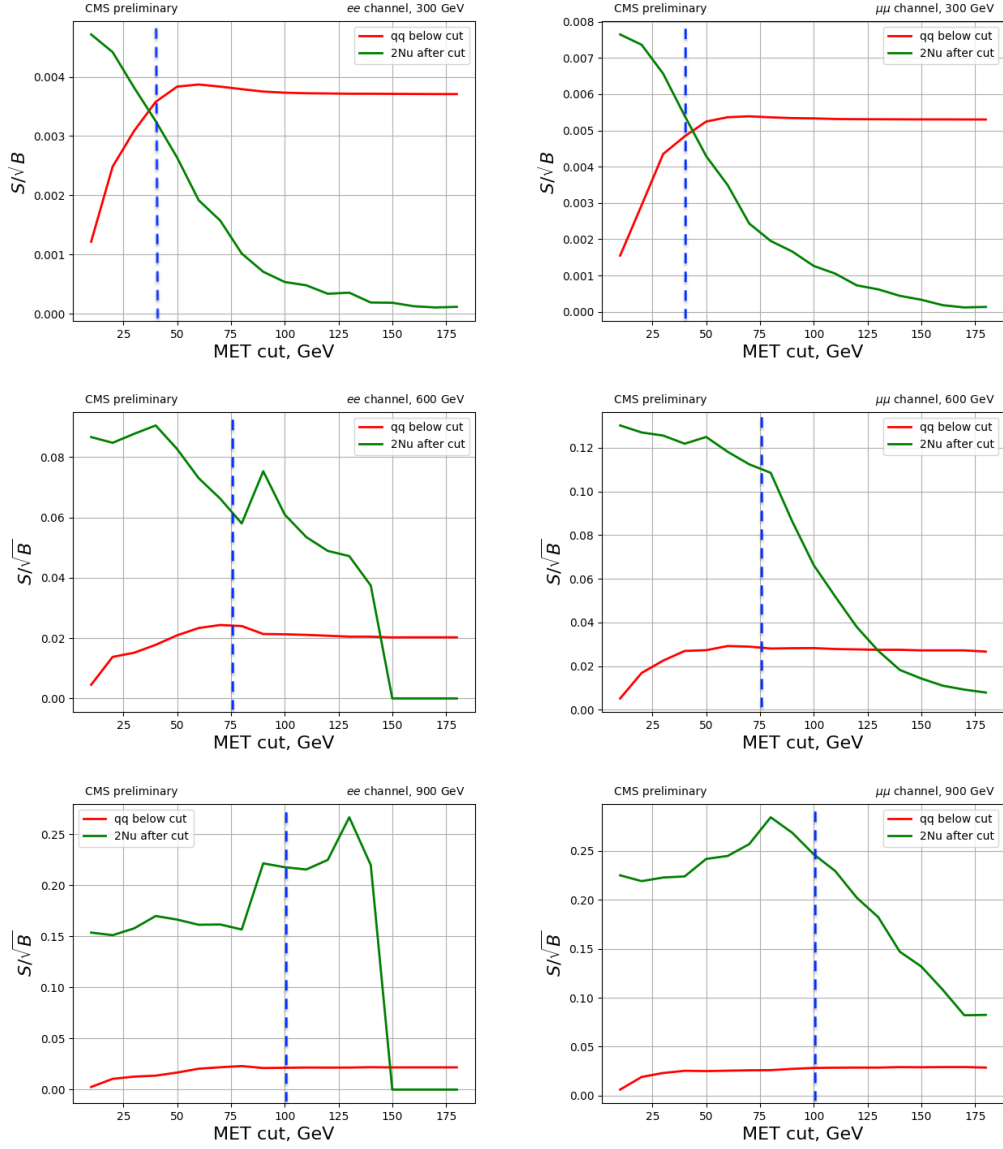 CMS preliminary ee channel, 300 GeV
qq below cut
2Nu after cut
0.004
0.003
0.002
0.001
0.000
S/√B
25 50 75 100 125 150 175
MET cut, GeV
CMS preliminary μμ channel, 300 GeV
qq below cut
2Nu after cut
0.008
0.007
0.006
0.005
0.004
0.003
0.002
0.001
0.000
S/√B
25 50 75 100 125 150 175
MET cut, GeV
CMS preliminary ee channel, 600 GeV
qq below cut
2Nu after cut
0.08
0.06
0.04
0.02
0.00
S/√B
25 50 75 100 125 150 175
MET cut, GeV
CMS preliminary μμ channel, 600 GeV
qq below cut
2Nu after cut
0.12
0.10
0.08
0.06
0.04
0.02
0.00
S/√B
25 50 75 100 125 150 175
MET cut, GeV
CMS preliminary ee channel, 900 GeV
qq below cut
2Nu after cut
0.25
0.20
0.15
0.10
0.05
0.00
S/√B
25 50 75 100 125 150 175
MET cut, GeV
CMS preliminary μμ channel, 900 GeV
qq below cut
2Nu after cut
0.25
0.20
0.15
0.10
0.05
0.00
S/√B
25 50 75 100 125 150 175
MET cut, GeV